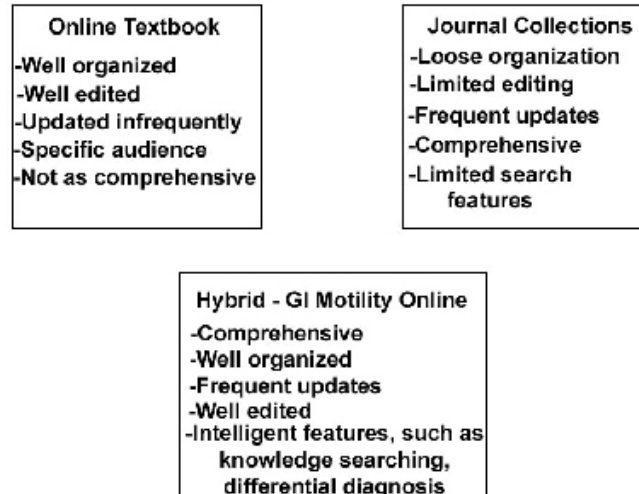 Online Textbook
-Well organized
-Well edited
-Updated infrequently
-Specific audience
-Not as comprehensive
Journal Collections
-Loose organization
-Limited editing
-Frequent updates
-Comprehensive
-Limited search
features
Hybrid - GI Motility Online
-Comprehensive
-Well organized
-Frequent updates
-Well edited
-Intelligent features, such as
knowledge searching,
differential diagnosis